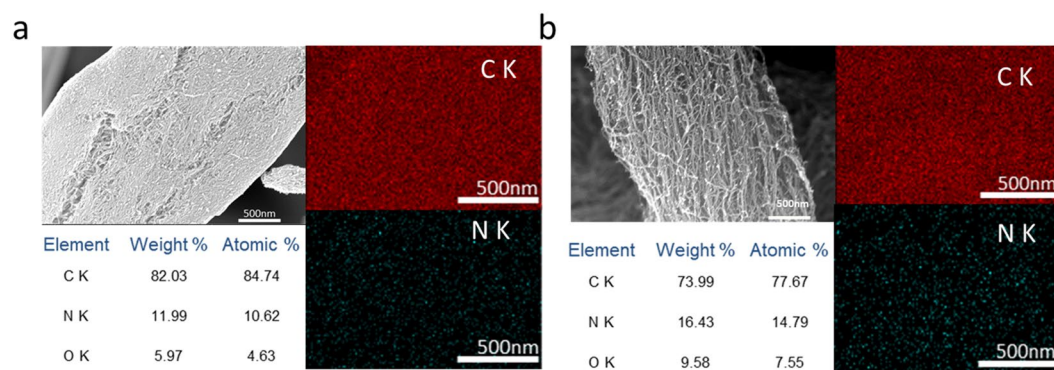 a
C K
500nm
500nm
N K
500nm
Element Weight % Atomic %
C K 82.03 84.74
N K 11.99 10.62
O K 5.97 4.63
b
C K
500nm
500nm
N K
500nm
Element Weight % Atomic %
C K 73.99 77.67
N K 16.43 14.79
O K 9.58 7.55